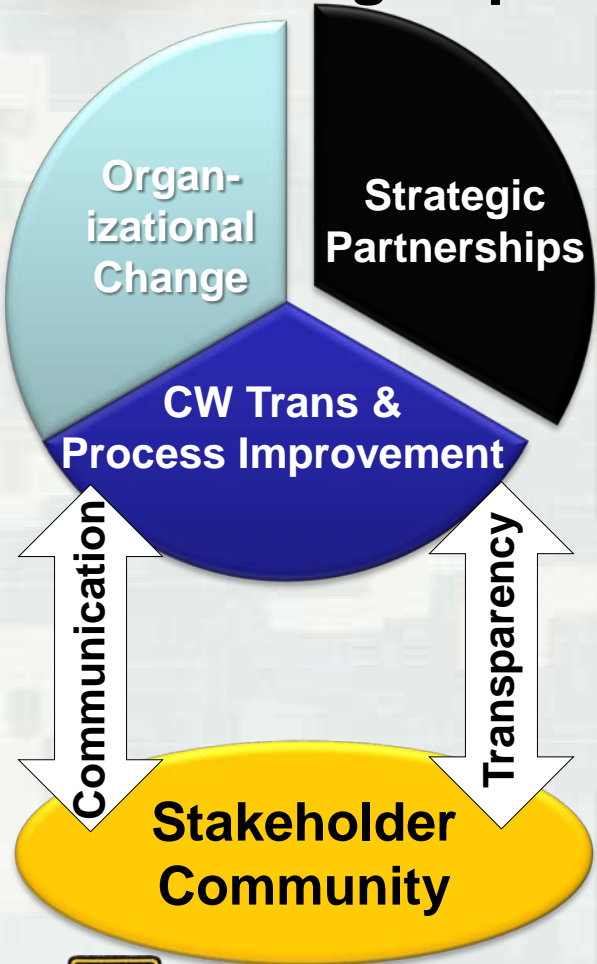 Organ-
izational
Change
Strategic
Partnerships
CW Trans &
Process Improvement
Communication
Transparency
Stakeholder
Community